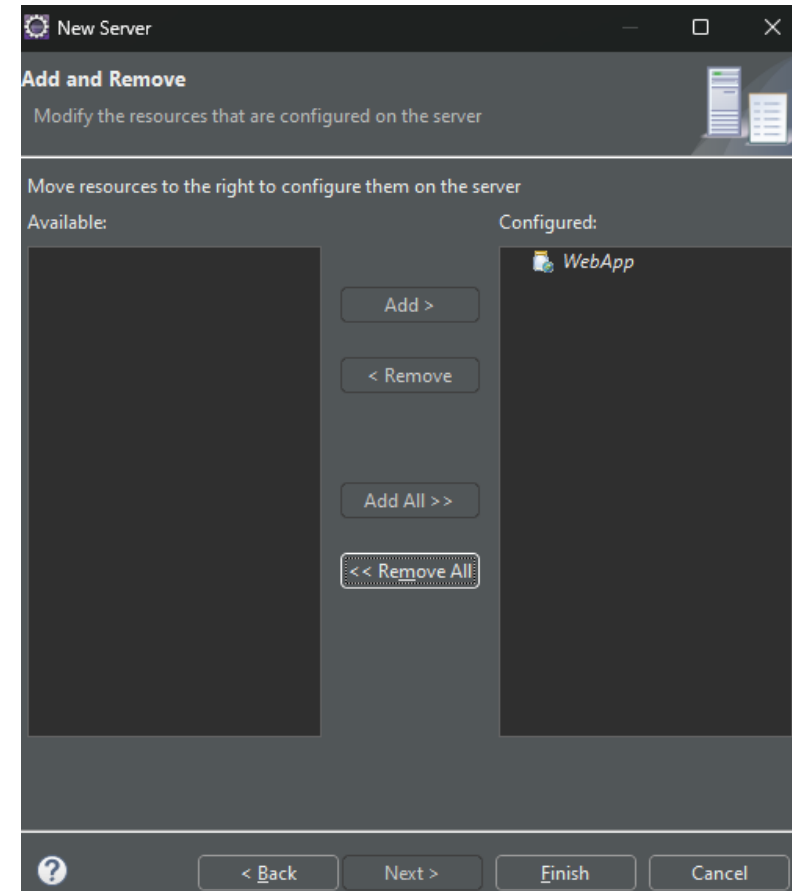 New Server
Add and Remove
Modify the resources that are configured on the server
Move resources to the right to configure them on the server
Available:
Configured:
WebApp
Add >
< Remove
Add All >>
<< Remove All
?
< Back
Next >
Finish
Cancel